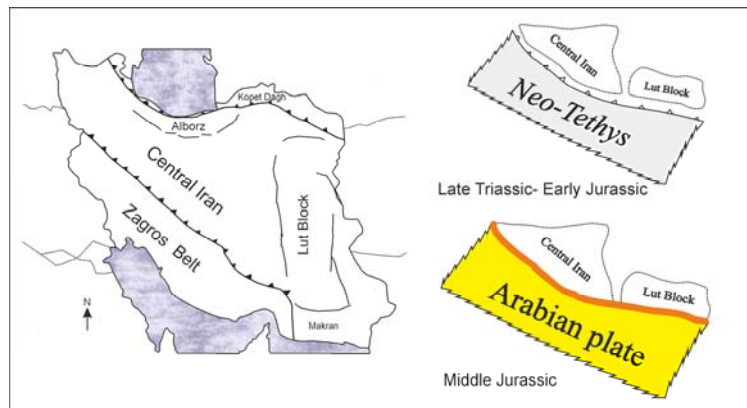 Kopet Dagh
Alborz
Central Iran
Zagros Belt
Lut Block
N
Makran
Central Iran
Lut Block
Neo-Tethys
Late Triassic- Early Jurassic
Central Iran
Lut Block
Arabian plate
Middle Jurassic